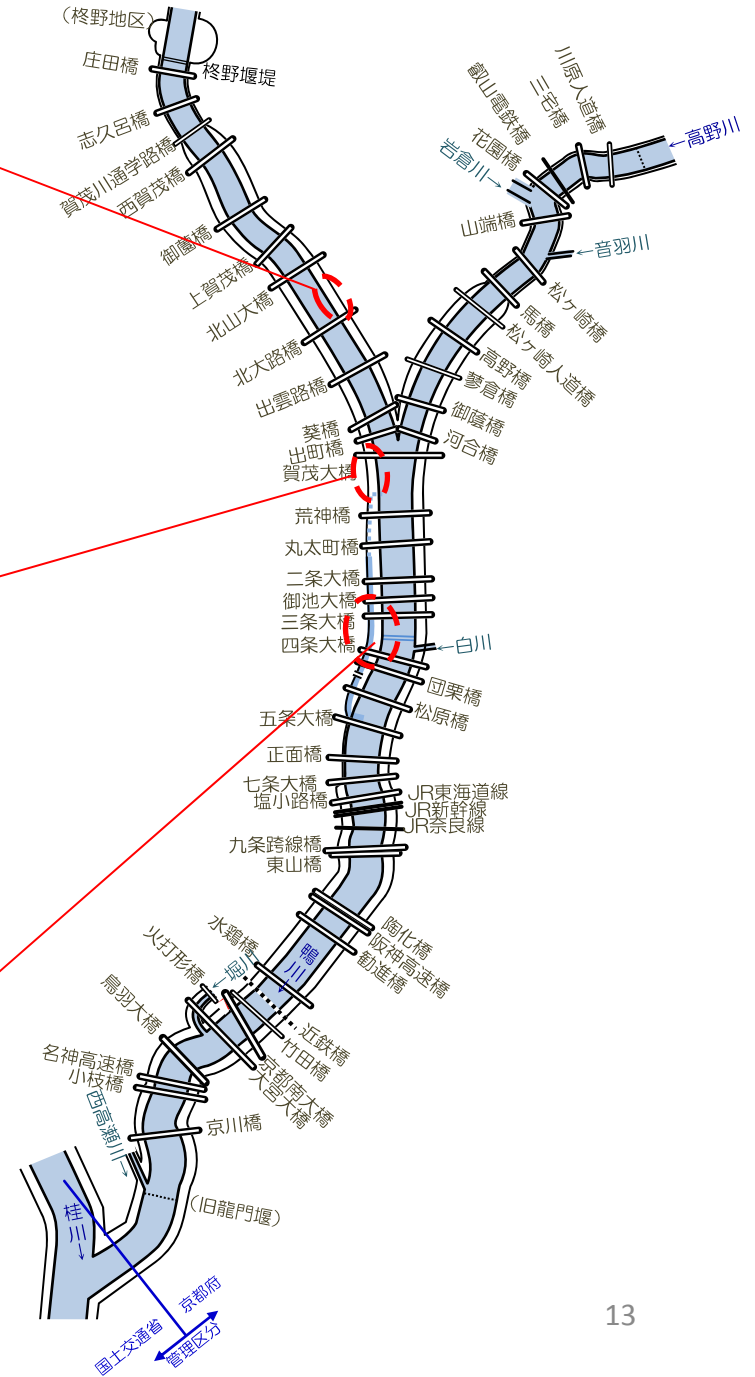 (柊野地区)
庄田橋
柊野堰堤
志久呂橋
賀茂川通学路橋
西賀茂橋
御薗橋
上賀茂橋
北山大橋
北大路橋
出雲路橋
葵橋
出町橋
賀茂大橋
川原人道橋
三宅橋
叡山電鉄橋
花園橋
岩倉川→
←高野川
山端橋
←音羽川
松ヶ崎橋
馬橋
松ヶ崎人道橋
高野橋
蓼倉橋
御蔭橋
河合橋
荒神橋
丸太町橋
二条大橋
御池大橋
三条大橋
四条大橋
←白川
団栗橋
松原橋
五条大橋
正面橋
七条大橋
塩小路橋
JR東海道線
JR新幹線
JR奈良線
九条跨線橋
東山橋
陶化橋
阪神高速橋
勧進橋
水鶏橋
鴨川→
←堀川
火打形橋
鳥羽大橋
近鉄橋
竹田橋
京都南大橋
大宮大橋
名神高速橋
小枝橋
西高瀬川→
京川橋
(旧龍門堰)
桂川→
京都府
国土交通省
管理区分
13